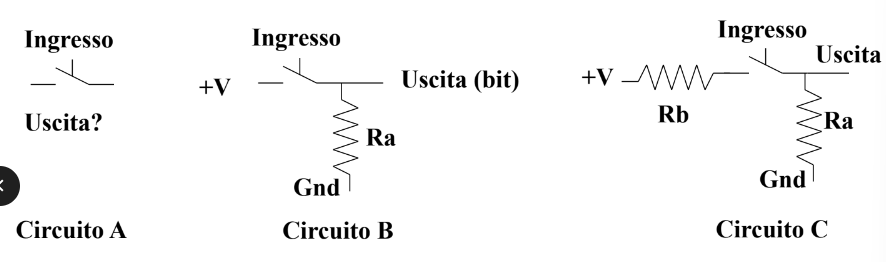 Ingresso
Uscita?
Circuito A
Ingresso
+V
Uscita (bit)
Ra
Gnd
Circuito B
Ingresso
Uscita
+V
Rb
Ra
Gnd
Circuito C